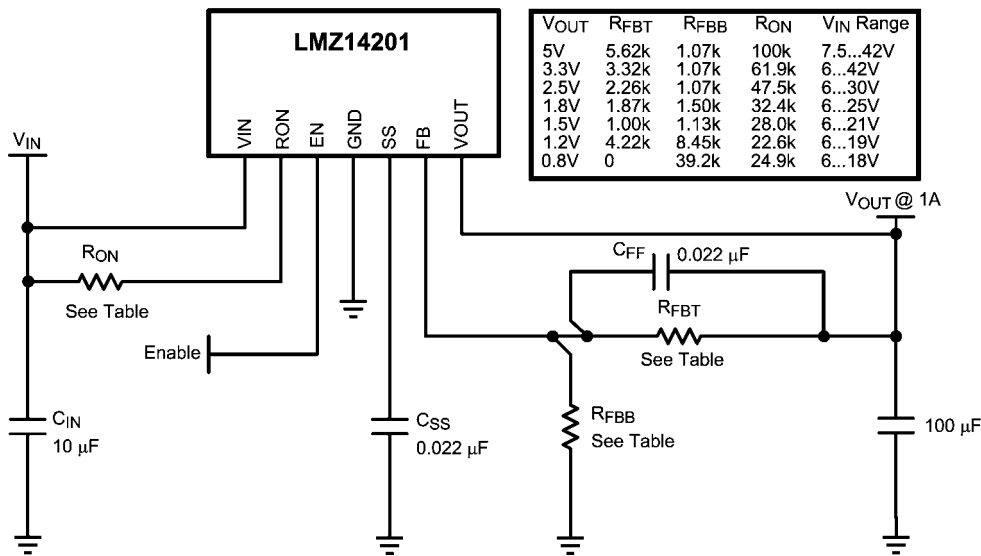 LMZ14201
VIN
RON
EN
GND
SS
FB
VOUT
VOUT RFBT RFBB RON VIN Range
5V 5.62k 1.07k 100k 7.5...42V
3.3V 3.32k 1.07k 61.9k 6...42V
2.5V 2.26k 1.07k 47.5k 6...30V
1.8V 1.87k 1.50k 32.4k 6...25V
1.5V 1.00k 1.13k 28.0k 6...21V
1.2V 4.22k 8.45k 22.6k 6...19V
0.8V 0 39.2k 24.9k 6...18V
VIN
VOUT @ 1A
RON
See Table
CFF 0.022 µF
RFBT
See Table
Enable
CIN
10 µF
CSS
0.022 µF
RFBB
See Table
100 µF